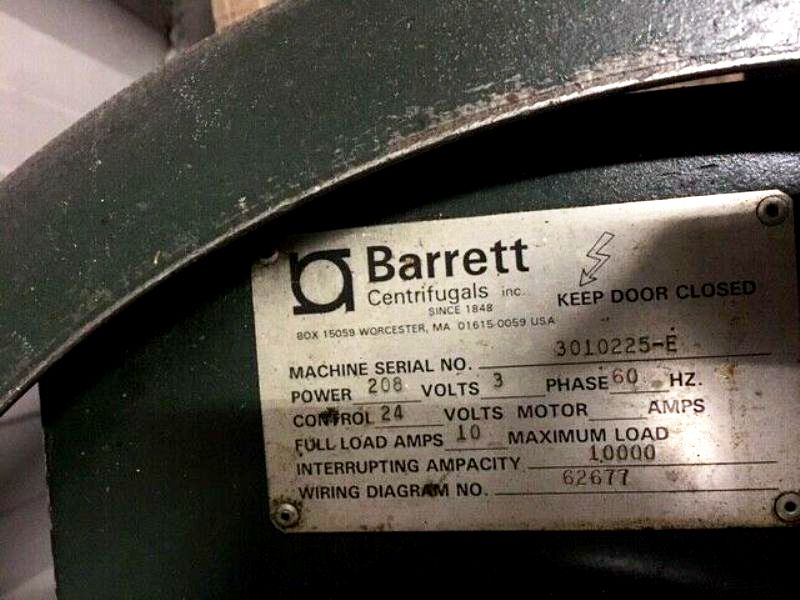 Barrett
Centrifugals inc.
SINCE 1848
KEEP DOOR CLOSED
BOX 15059 WORCESTER, MA 01615-0059 USA
MACHINE SERIAL NO. 3010225-E
POWER 208 VOLTS 3 PHASE 60 HZ.
CONTROL 24 VOLTS MOTOR AMPS
FULL LOAD AMPS 10 MAXIMUM LOAD
INTERRUPTING AMPACITY 10000
WIRING DIAGRAM NO. 62677